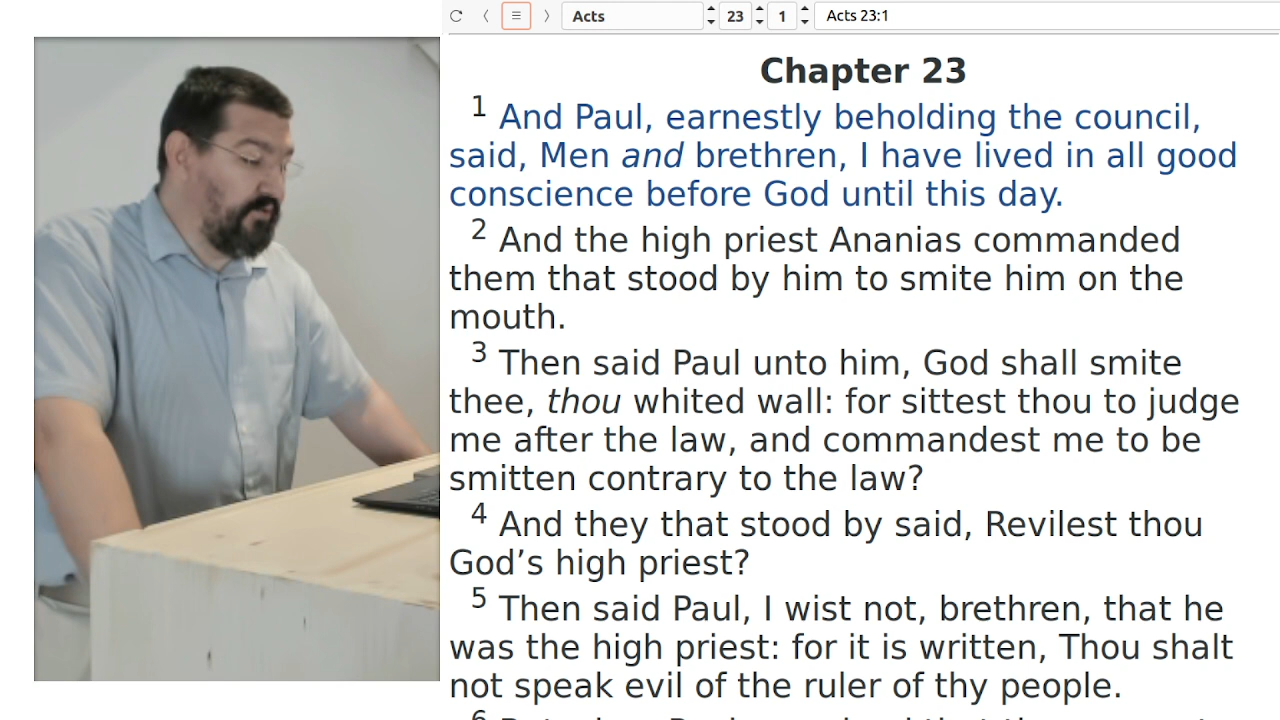 Acts 23 1 Acts 23:1
Chapter 23
1 And Paul, earnestly beholding the council,
said, Men and brethren, I have lived in all good
conscience before God until this day.
2 And the high priest Ananias commanded
them that stood by him to smite him on the
mouth.
3 Then said Paul unto him, God shall smite
thee, thou whited wall: for sittest thou to judge
me after the law, and commandest me to be
smitten contrary to the law?
4 And they that stood by said, Revilest thou
God’s high priest?
5 Then said Paul, I wist not, brethren, that he
was the high priest: for it is written, Thou shalt
not speak evil of the ruler of thy people.